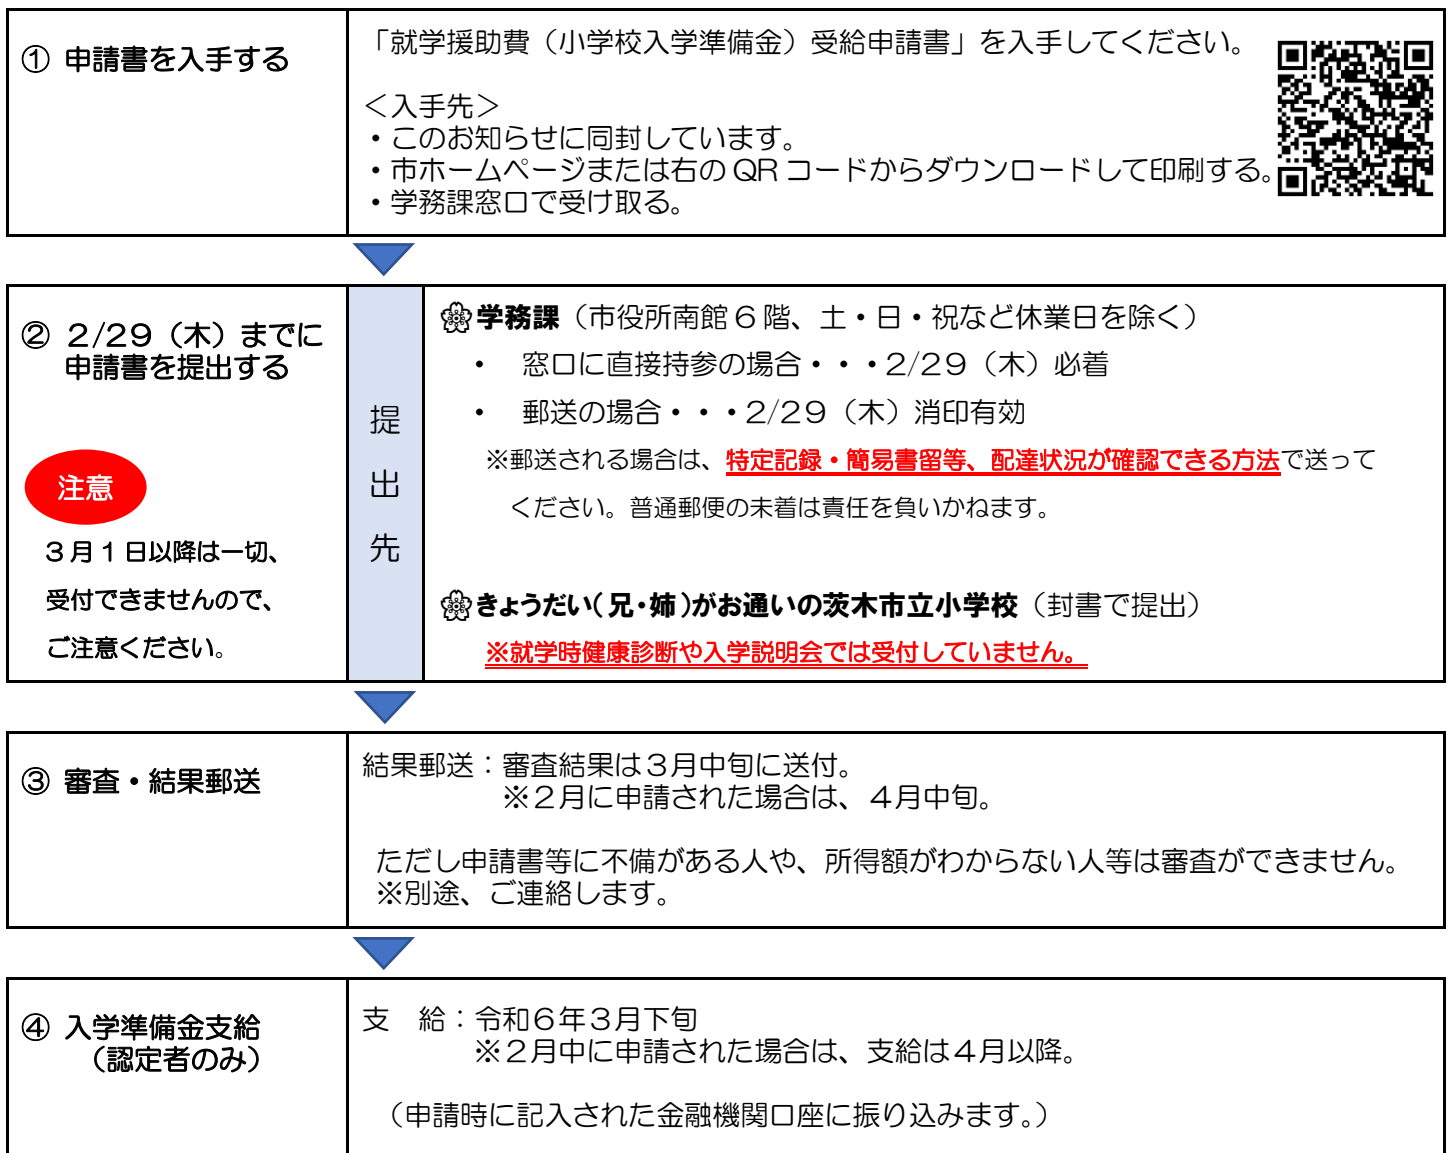 ① 申請書を入手する
「就学援助費（小学校入学準備金）受給申請書」を入手してください。
＜入手先＞
・このお知らせに同封しています。
・市ホームページまたは右のQRコードからダウンロードして印刷する。
・学務課窓口で受け取る。
② 2/29（木）までに
申請書を提出する
注意
３月１日以降は一切、
受付できませんので、
ご注意ください。
提出先
学務課（市役所南館６階、土・日・祝など休業日を除く）
・ 窓口に直接持参の場合・・・2/29（木）必着
・ 郵送の場合・・・2/29（木）消印有効
※郵送される場合は、特定記録・簡易書留等、配達状況が確認できる方法で送って
ください。普通郵便の未着は責任を負いかねます。
きょうだい（兄・姉）がお通いの茨木市立小学校（封書で提出）
※就学時健康診断や入学説明会では受付していません。
③ 審査・結果郵送
結果郵送：審査結果は３月中旬に送付。
※２月に申請された場合は、４月中旬。
ただし申請書等に不備がある人や、所得額がわからない人等は審査ができません。
※別途、ご連絡します。
④ 入学準備金支給
（認定者のみ）
支　給：令和６年３月下旬
※２月中に申請された場合は、支給は４月以降。
（申請時に記入された金融機関口座に振り込みます。）